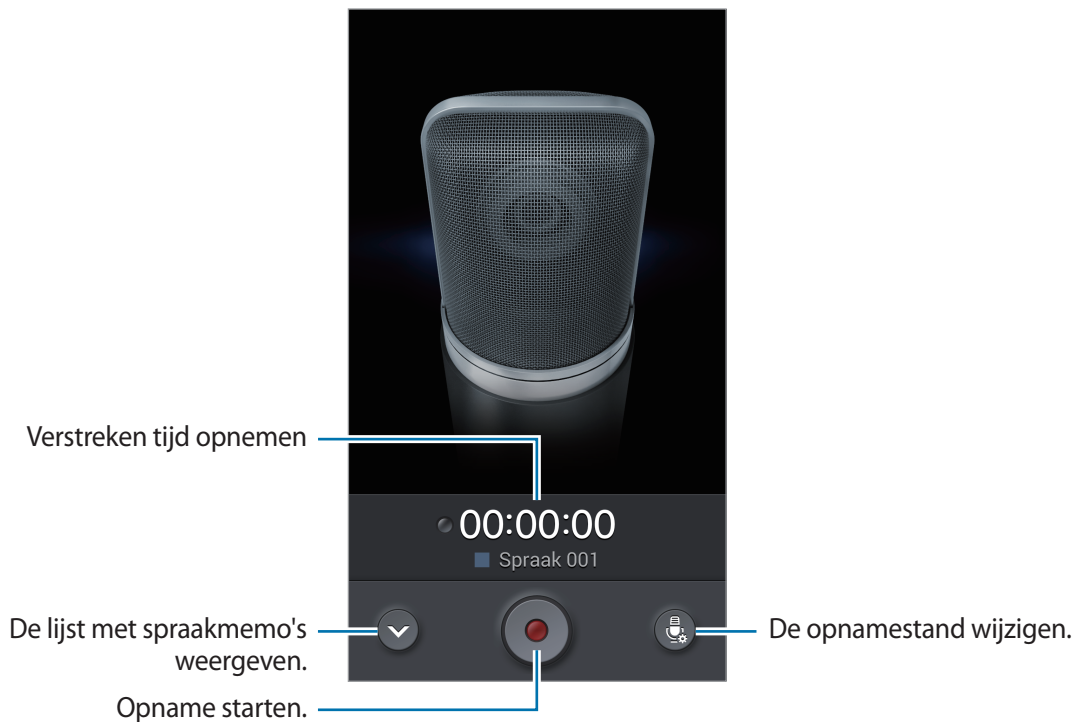 Verstreken tijd opnemen
00:00:00
Spraak 001
De lijst met spraakmemo's
weergeven.
De opnamestand wijzigen.
Opname starten.